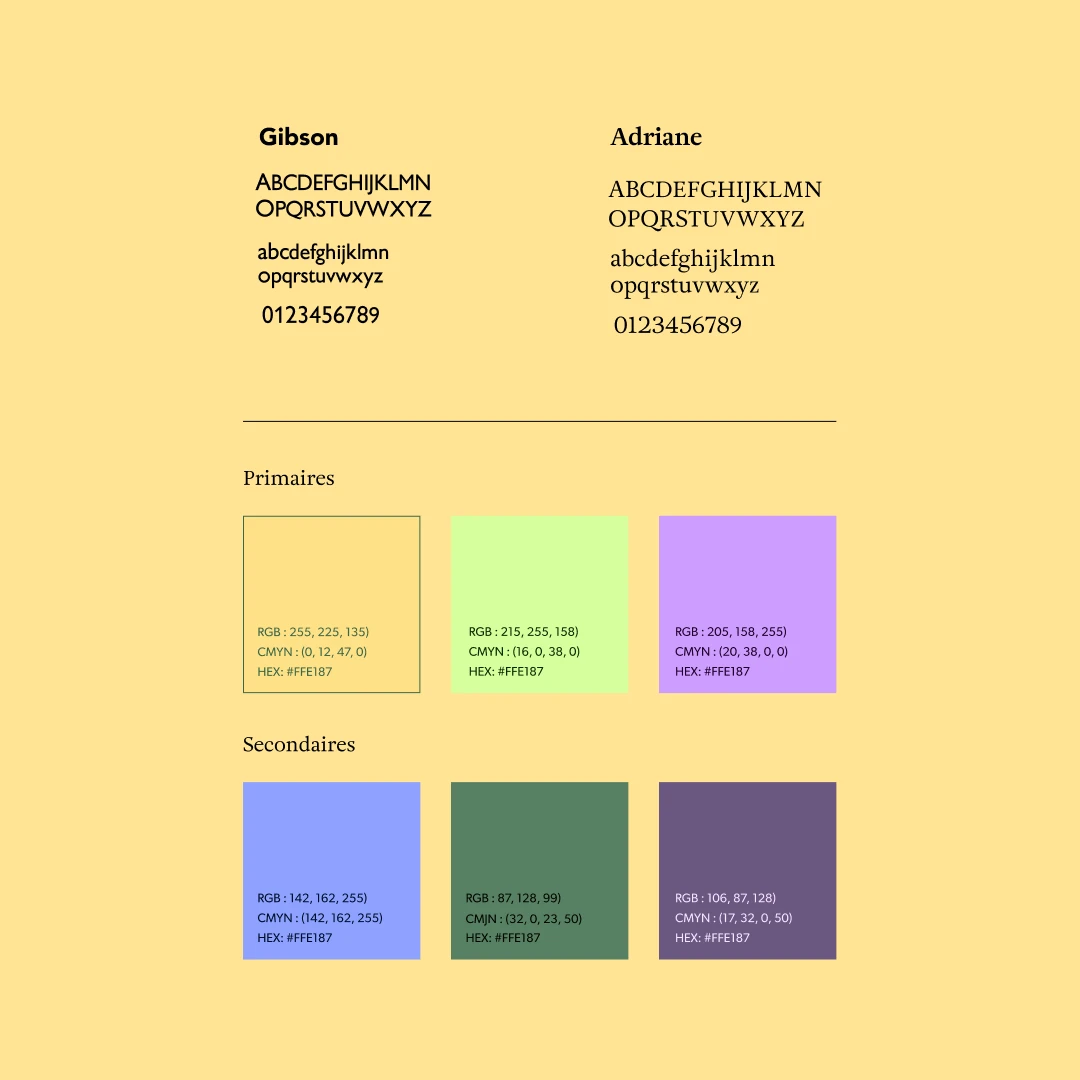 Gibson
ABCDEFGHIJKLMN
OPQRSTUVWXYZ
abcdefghijklmn
opqrstuvwxyz
0123456789
Adriane
ABCDEFGHIJKLMN
OPQRSTUVWXYZ
abcdefghijklmn
opqrstuvwxyz
0123456789
Primaires
RGB : 255, 225, 135)
CMYN : (0, 12, 47, 0)
HEX: #FFE187
RGB : 215, 255, 158)
CMYN : (16, 0, 38, 0)
HEX: #FFE187
RGB : 205, 158, 255)
CMYN : (20, 38, 0, 0)
HEX: #FFE187
Secondaires
RGB : 142, 162, 255)
CMYN : (142, 162, 255)
HEX: #FFE187
RGB : 87, 128, 99)
CMJN : (32, 0, 23, 50)
HEX: #FFE187
RGB : 106, 87, 128)
CMYN : (17, 32, 0, 50)
HEX: #FFE187